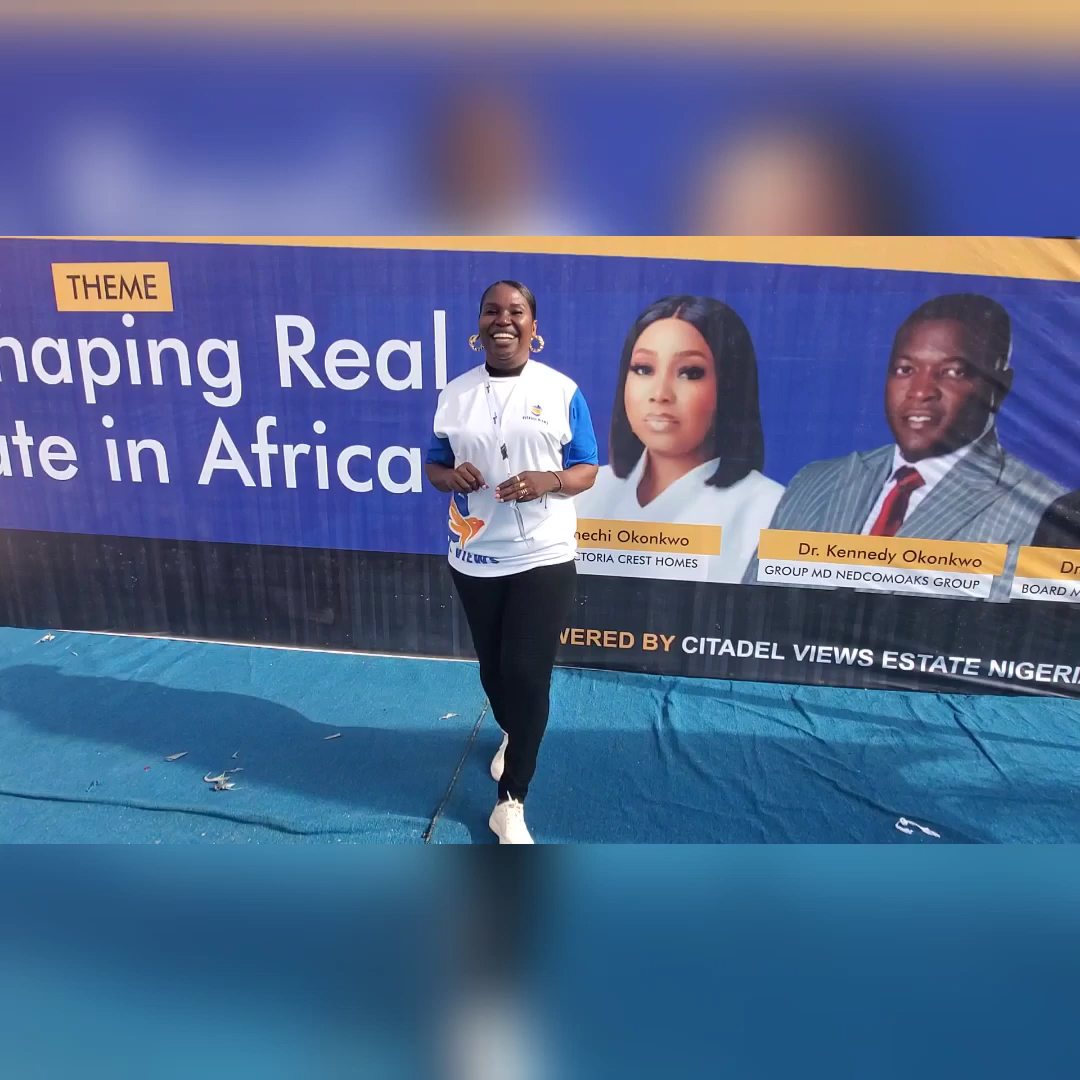 THEME
haping Real
ate in Africa
VIEWS
nechi Okonkwo
CTORIA CREST HOMES
Dr. Kennedy Okonkwo
GROUP MD NEDCOMOAKS GROUP
Dr
BOARD M
WERED BY CITADEL VIEWS ESTATE NIGERI